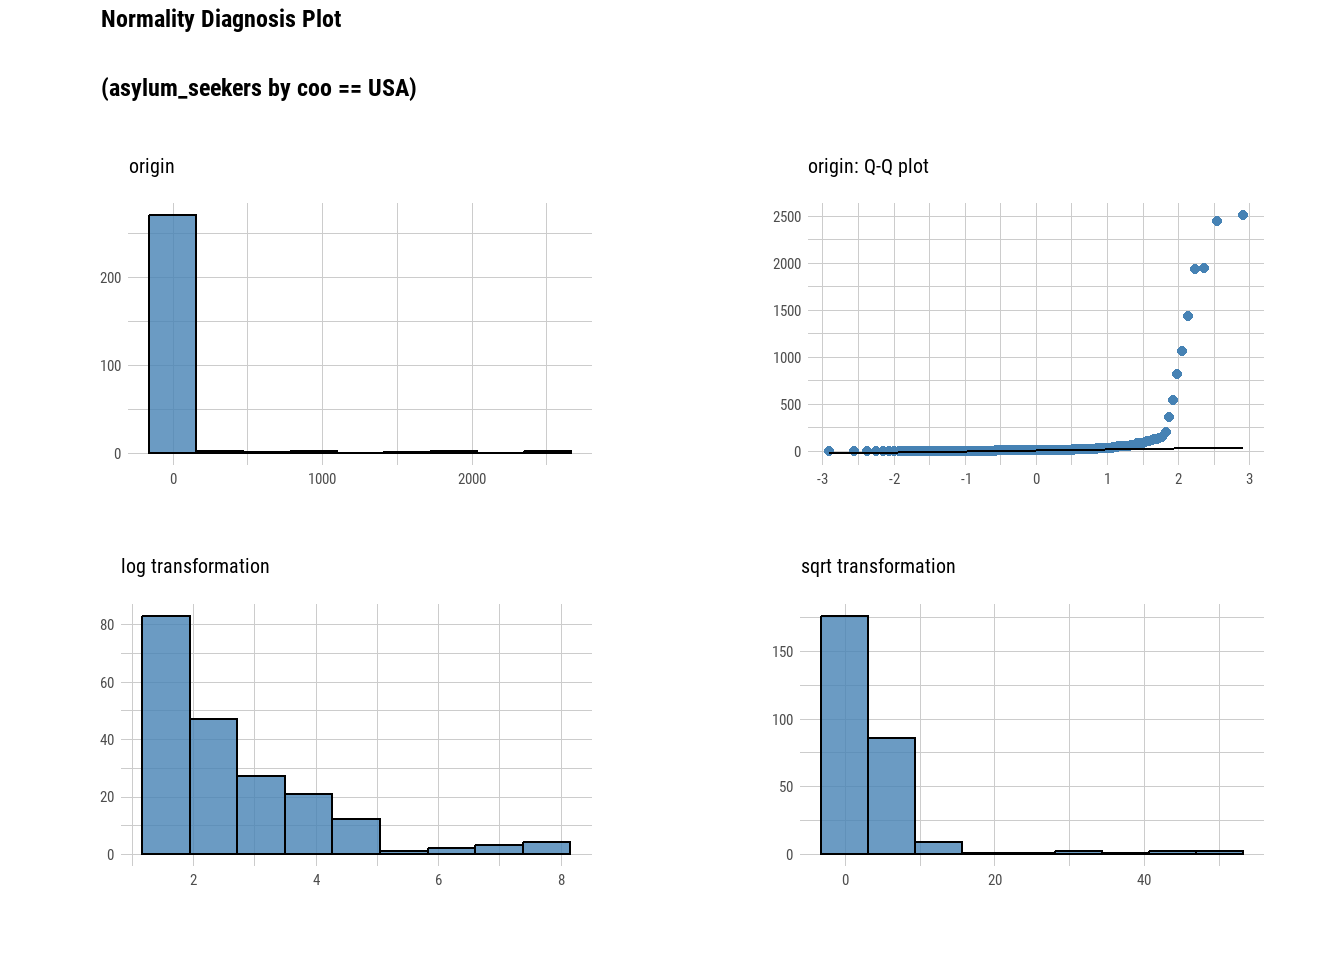 Normality Diagnosis Plot
(asylum_seekers by coo == USA)
origin
200
100
0
0 1000 2000
origin: Q-Q plot
2500
2000
1500
1000
500
0
-3 -2 -1 0 1 2 3
log transformation
80
60
40
20
0
2 4 6 8
sqrt transformation
150
100
50
0
0 20 40